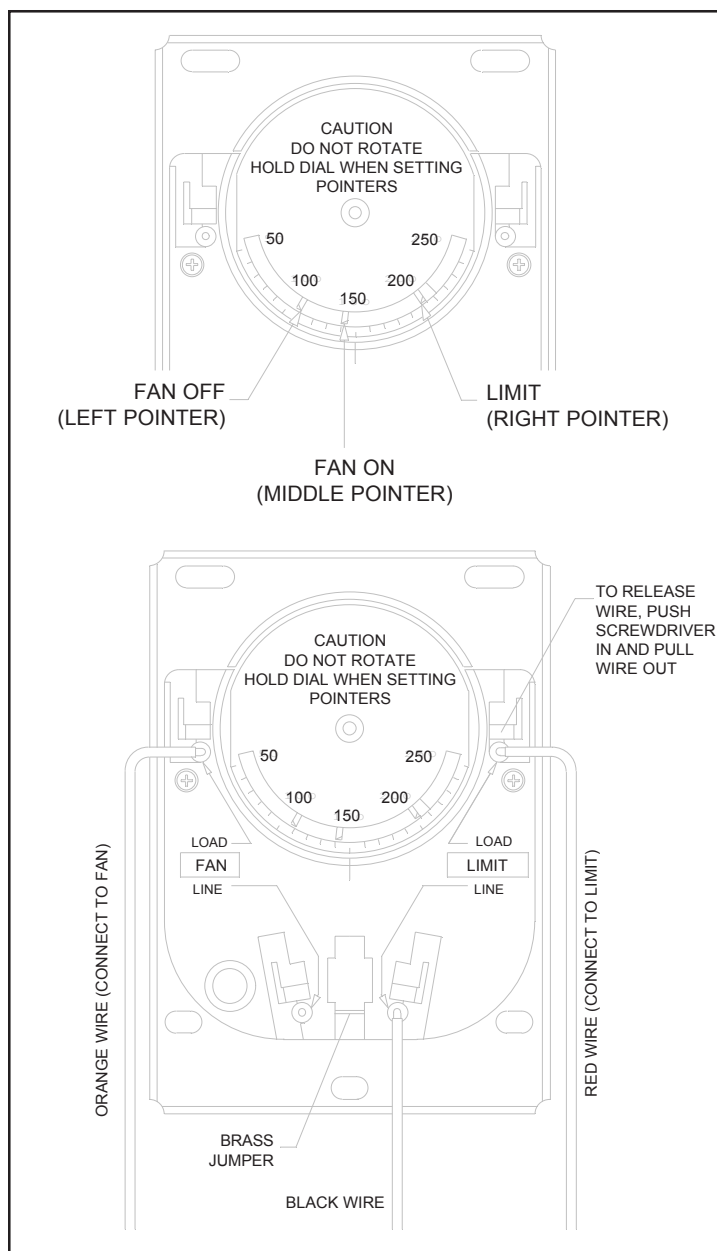 CAUTION
DO NOT ROTATE
HOLD DIAL WHEN SETTING
POINTERS
50
250
100
200
150
FAN OFF
(LEFT POINTER)
LIMIT
(RIGHT POINTER)
FAN ON
(MIDDLE POINTER)
TO RELEASE
WIRE, PUSH
SCREWDRIVER
IN AND PULL
WIRE OUT
CAUTION
DO NOT ROTATE
HOLD DIAL WHEN SETTING
POINTERS
50
250
100
200
150
LOAD
FAN
LINE
LOAD
LIMIT
LINE
ORANGE WIRE (CONNECT TO FAN)
RED WIRE (CONNECT TO LIMIT)
BRASS
JUMPER
BLACK WIRE